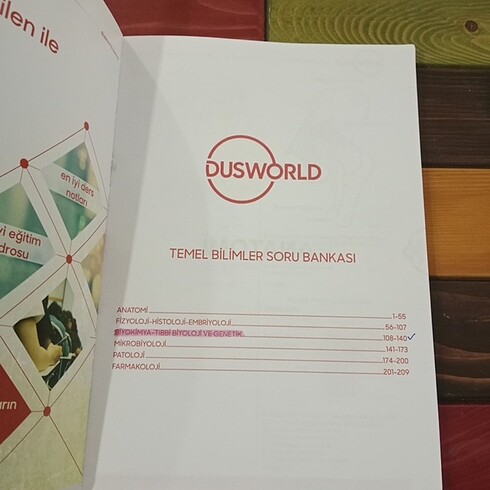 ilen ile
en iyi ders
notları
yi eğitim
drosu
arın
DUSWORLD
TEMEL BİLİMLER SORU BANKASI
ANATOMİ 1-55
FİZYOLOJİ-HİSTOLOJİ-EMBRİYOLOJİ 56-107
BİYOKİMYA-TIBBİ BİYOLOJİ VE GENETİK 108-140
MİKROBİYOLOJİ 141-173
PATOLOJİ 174-200
FARMAKOLOJİ 201-209